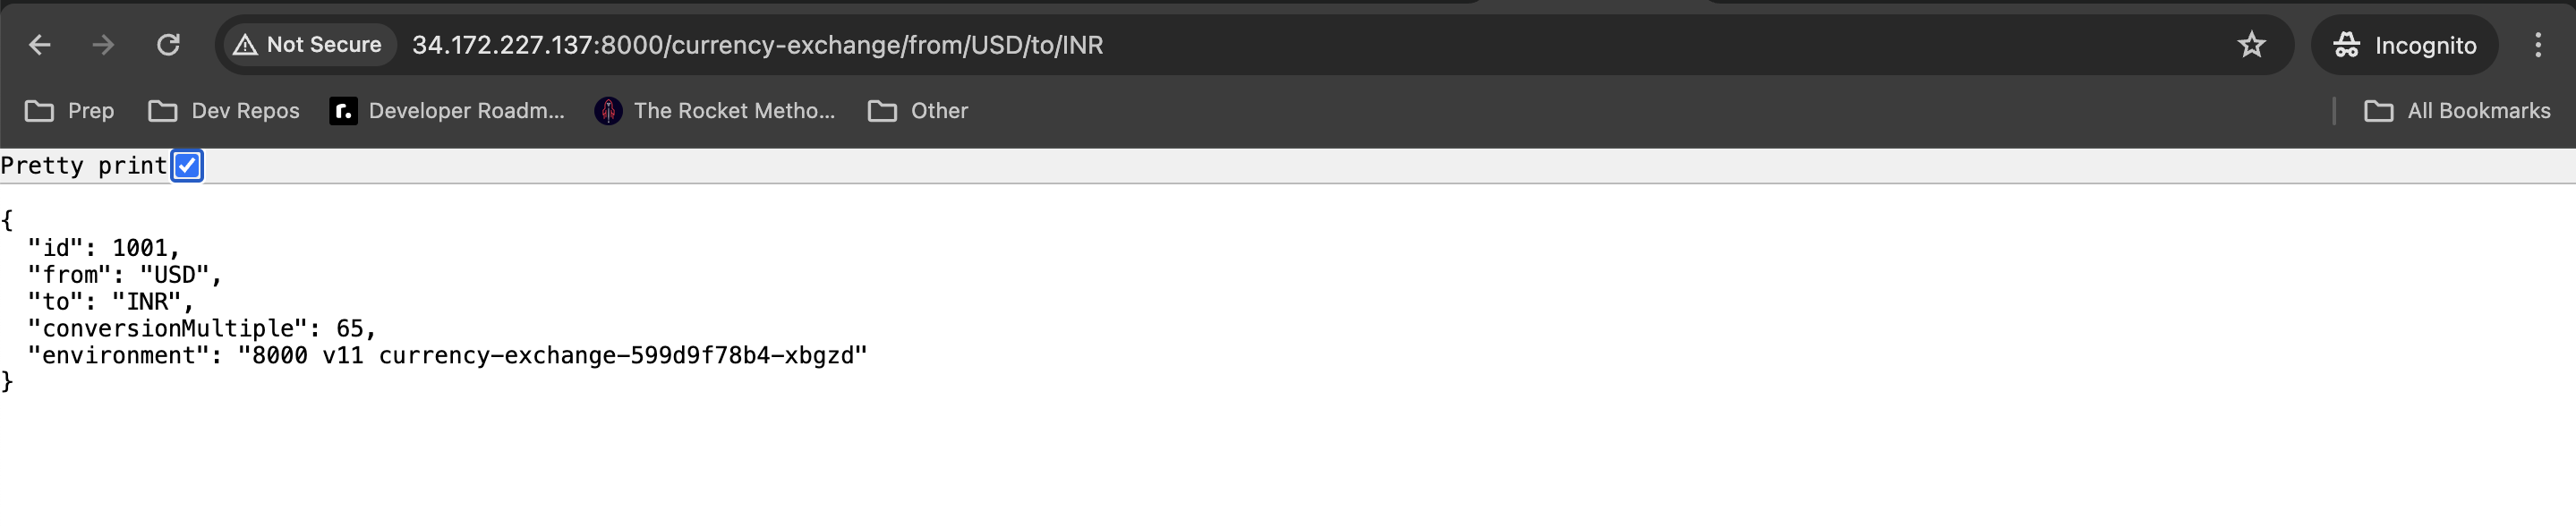 Not Secure 34.172.227.137:8000/currency-exchange/from/USD/to/INR Incognito
Prep Dev Repos Developer Roadm... The Rocket Metho... Other All Bookmarks
Pretty print
{
  "id": 1001,
  "from": "USD",
  "to": "INR",
  "conversionMultiple": 65,
  "environment": "8000 v11 currency-exchange-599d9f78b4-xbgzd"
}